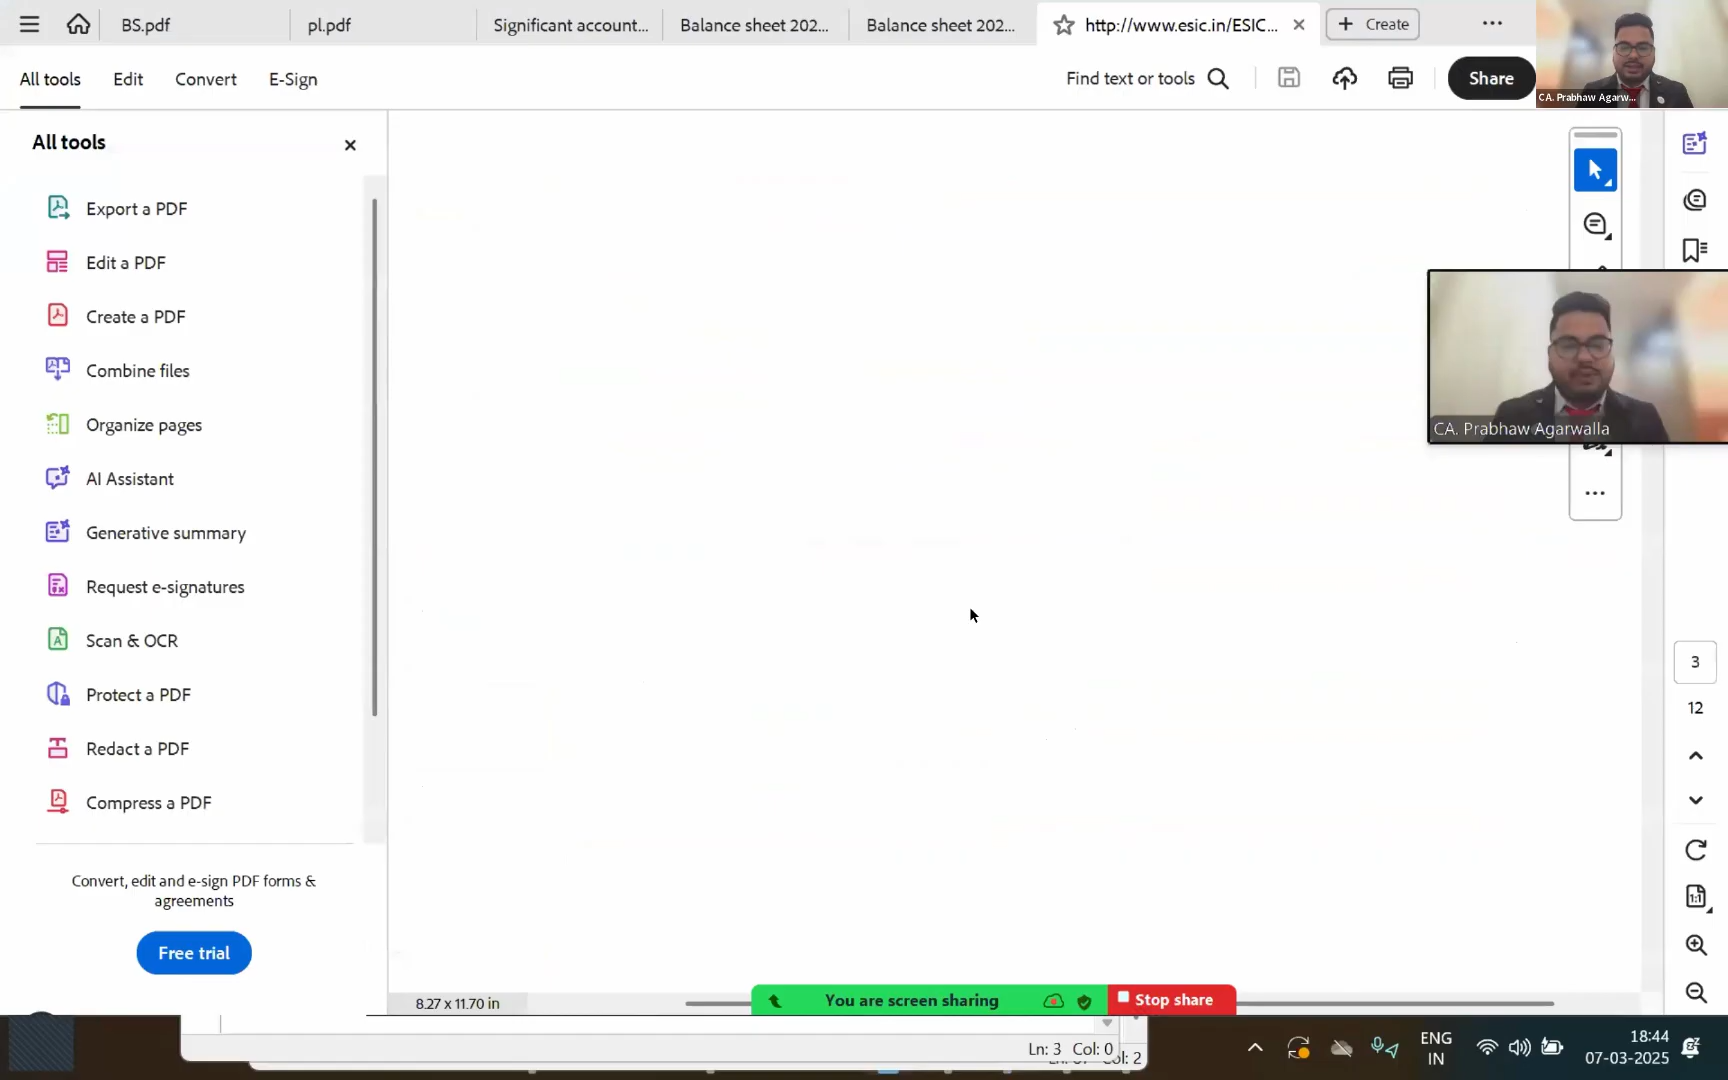 BS.pdf
pl.pdf
Significant account...
Balance sheet 202...
Balance sheet 202...
http://www.esic.in/ESIC...
Create
All tools
Edit
Convert
E-Sign
Find text or tools
Share
CA. Prabhaw Agarw...
All tools
Export a PDF
Edit a PDF
Create a PDF
Combine files
Organize pages
AI Assistant
Generative summary
Request e-signatures
Scan & OCR
Protect a PDF
Redact a PDF
Compress a PDF
Convert, edit and e-sign PDF forms &
agreements
Free trial
CA. Prabhaw Agarwalla
3
12
8.27 x 11.70 in
You are screen sharing
Stop share
Ln: 3 Col: 0
Col: 2
ENG
IN
18:44
07-03-2025